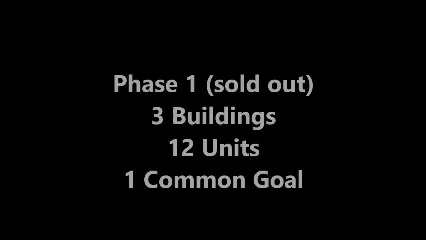 Phase 1 (sold out)
3 Buildings
12 Units
1 Common Goal